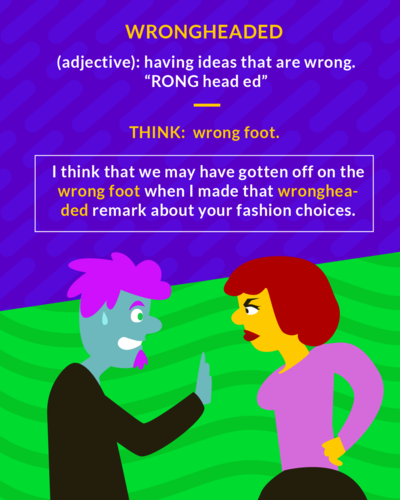 WRONGHEADED
(adjective): having ideas that are wrong.
“RONG head ed”
THINK: wrong foot.
I think that we may have gotten off on the
wrong foot when I made that wronghea-
ded remark about your fashion choices.